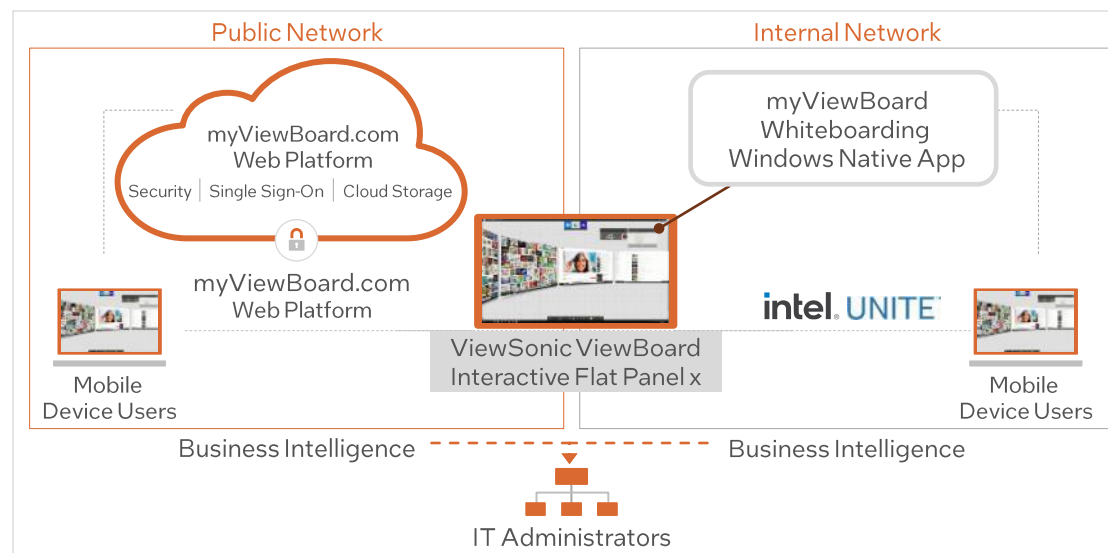 Public Network
Internal Network
myViewBoard.com
Web Platform
Security | Single Sign-On | Cloud Storage
myViewBoard.com
Web Platform
myViewBoard
Whiteboarding
Windows Native App
intel. UNITE™
ViewSonic ViewBoard
Interactive Flat Panel x
Mobile
Device Users
Mobile
Device Users
Business Intelligence
Business Intelligence
IT Administrators